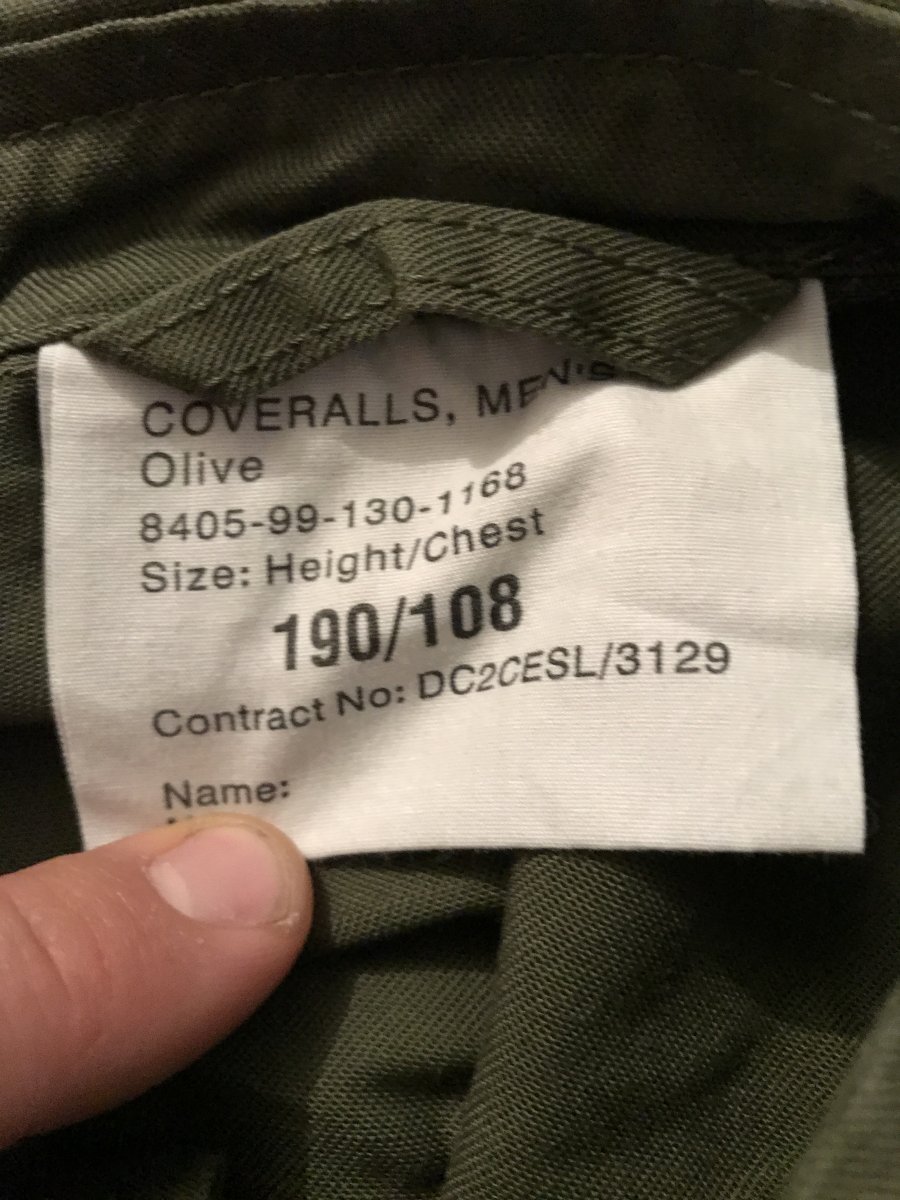 COVERALLS, MEN'S
Olive
8405-99-130-1168
Size: Height/Chest
190/108
Contract No: DC2CESL/3129
Name: